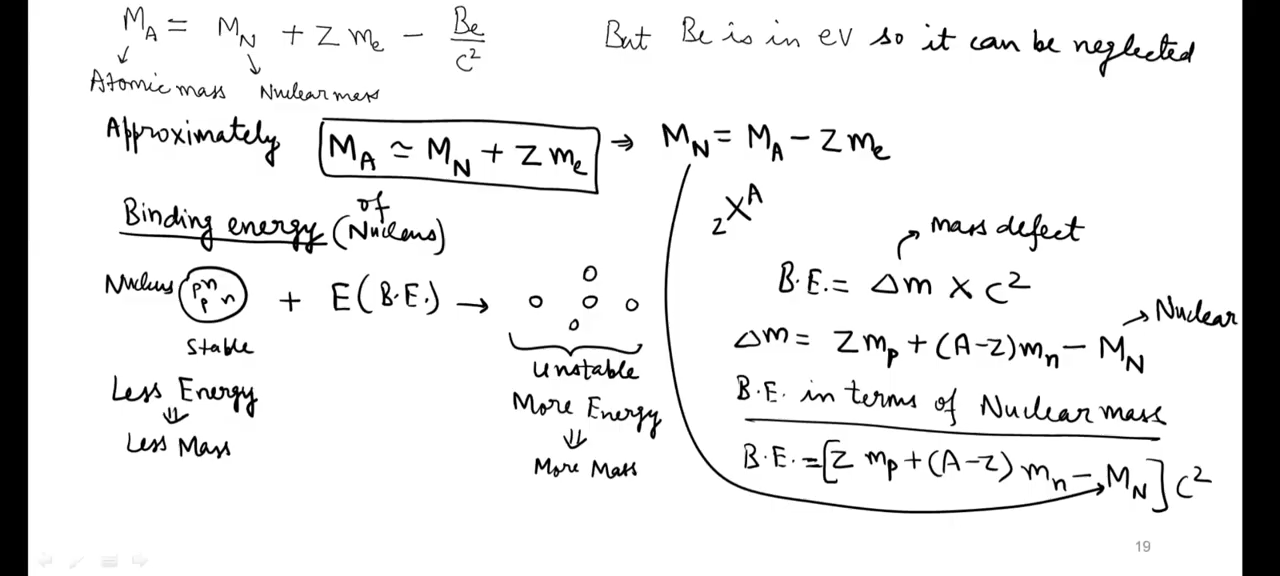 M_A = M_N + Z m_e − Be/c²
But Be is in ev so it can be neglected
Atomic mass Nuclear mass
Approximately M_A ≃ M_N + Z m_e ⇒ M_N = M_A − Z m_e
Binding energy (of Nucleus)
Nucleus p n p n + E (B.E.) →
Stable
Less Energy
⇓
Less Mass
Unstable
More Energy
⇓
More Mass
_Z X^A
mass defect
B.E. = Δm × c²
Nuclear
Δm = Z m_p + (A−Z) m_n − M_N
B.E. in terms of Nuclear mass
B.E. = [Z m_p + (A−Z) m_n − M_N] c²
19